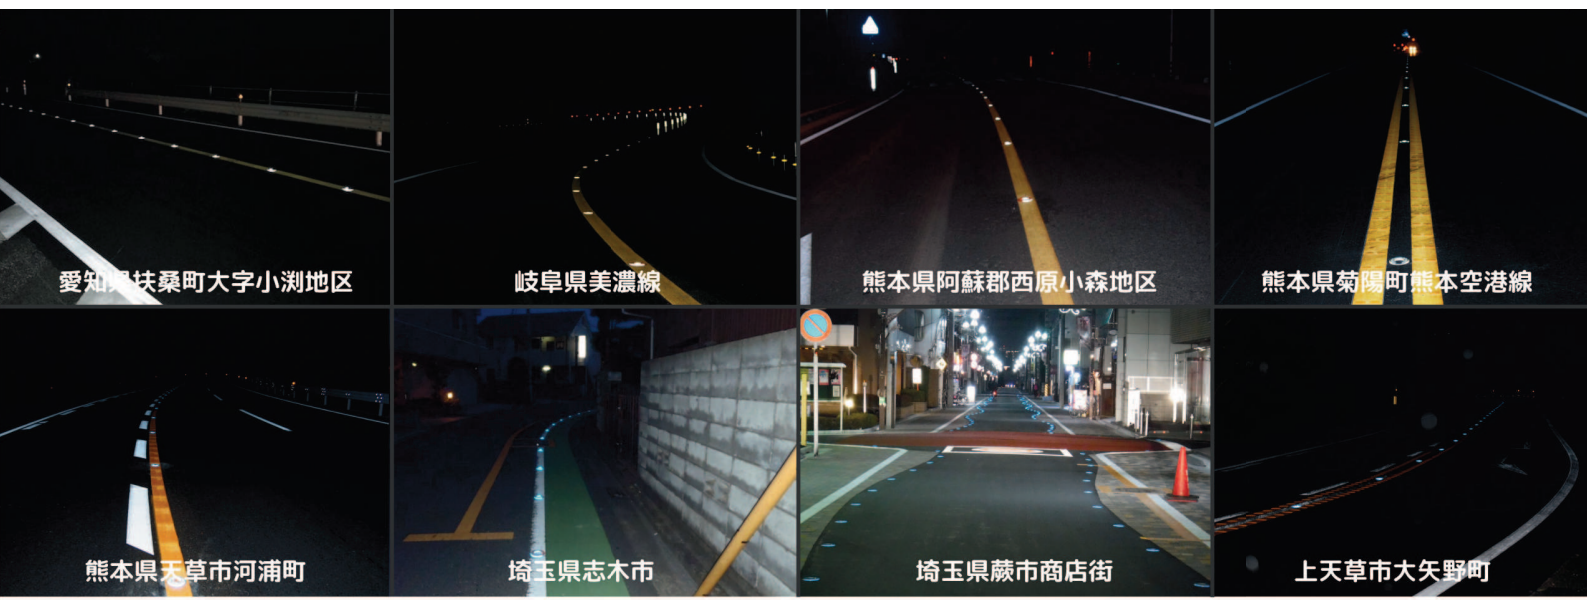 愛知県扶桑町大字小渕地区
岐阜県美濃線
熊本県阿蘇郡西原小森地区
熊本県菊陽町熊本空港線
熊本県天草市河浦町
埼玉県志木市
埼玉県蕨市商店街
上天草市大矢野町